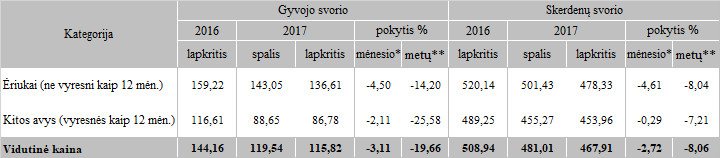 Kategorija Gyvojo svorio Skerdenų svorio
2016 2017 pokytis % 2016 2017 pokytis %
lapkritis spalis lapkritis mėnesio* metų** lapkritis spalis lapkritis mėnesio* metų**
Ėriukai (ne vyresni kaip 12 mėn.) 159,22 143,05 136,61 -4,50 -14,20 520,14 501,43 478,33 -4,61 -8,04
Kitos avys (vyresnės kaip 12 mėn.) 116,61 88,65 86,78 -2,11 -25,58 489,25 455,27 453,96 -0,29 -7,21
Vidutinė kaina 144,16 119,54 115,82 -3,11 -19,66 508,94 481,01 467,91 -2,72 -8,06